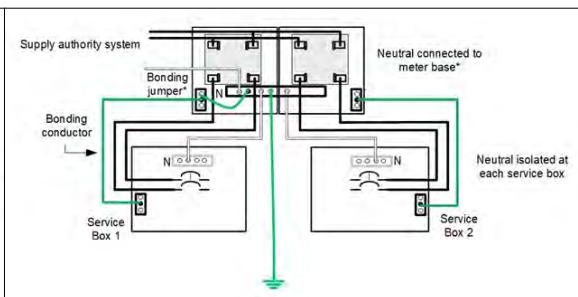 Supply authority system
Neutral connected to
meter base*
Bonding
jumper*
N
Bonding
conductor
N
N
Neutral isolated at
each service box
Service
Box 1
Service
Box 2